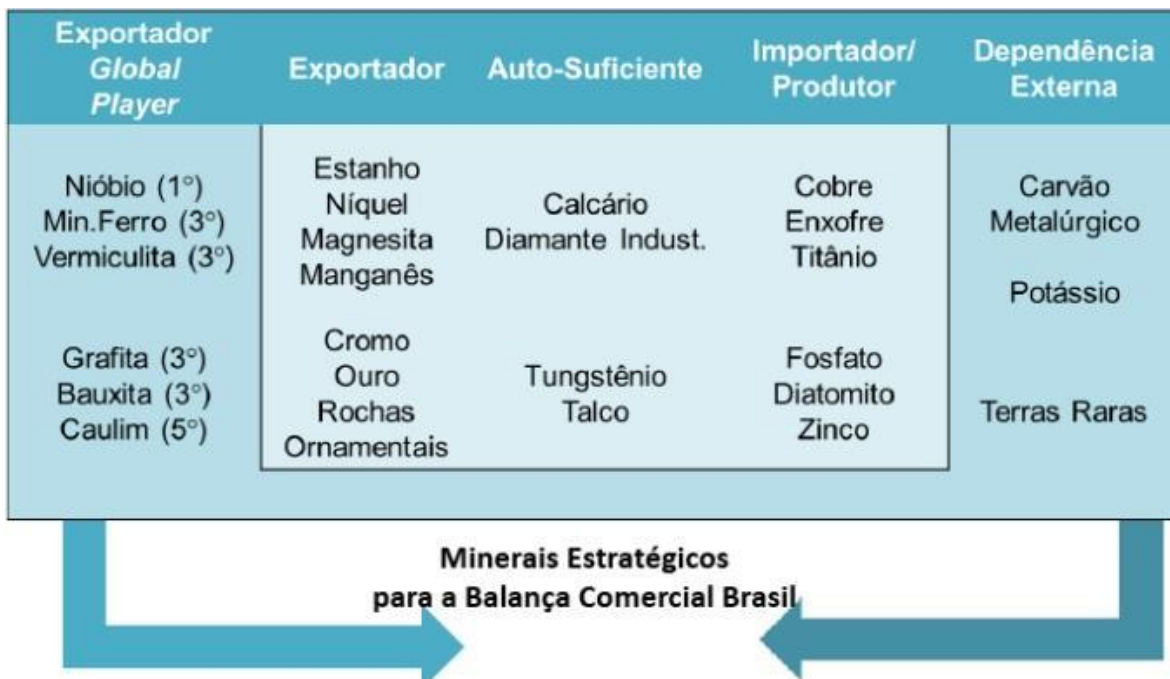 Exportador
Global
Player
Exportador
Auto-Suficiente
Importador/
Produtor
Dependência
Externa
Nióbio (1°)
Min.Ferro (3°)
Vermiculita (3°)
Grafita (3°)
Bauxita (3°)
Caulim (5°)
Estanho
Níquel
Magnesita
Manganês
Cromo
Ouro
Rochas
Ornamentais
Calcário
Diamante Indust.
Tungstênio
Talco
Cobre
Enxofre
Titânio
Fosfato
Diatomito
Zinco
Carvão
Metalúrgico
Potássio
Terras Raras
Minerais Estratégicos
para a Balança Comercial Brasil